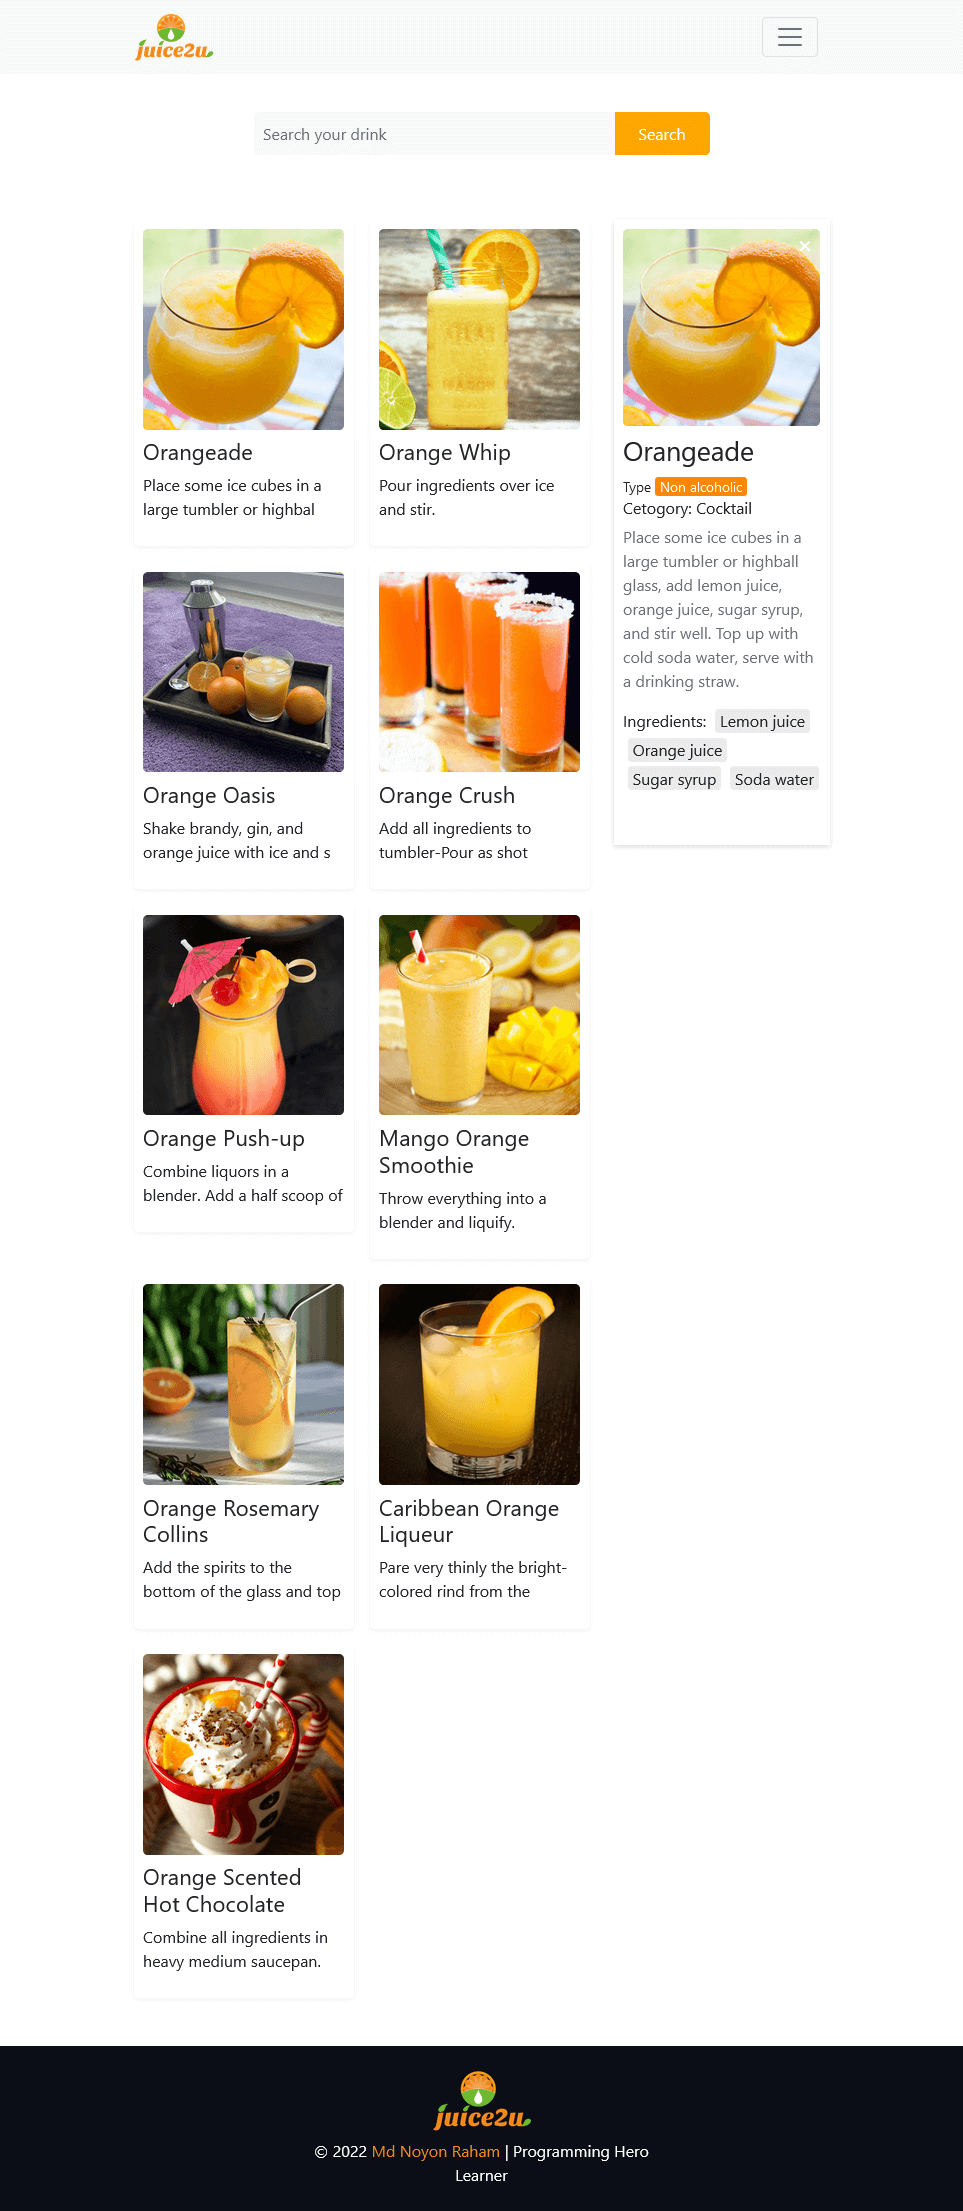 juice2u
Search your drink
Search
Orangeade
Place some ice cubes in a
large tumbler or highbal
Orange Whip
Pour ingredients over ice
and stir.
×
Orangeade
Type Non alcoholic
Cetogory: Cocktail
Place some ice cubes in a
large tumbler or highball
glass, add lemon juice,
orange juice, sugar syrup,
and stir well. Top up with
cold soda water, serve with
a drinking straw.
Ingredients: Lemon juice
Orange juice
Sugar syrup Soda water
Orange Oasis
Shake brandy, gin, and
orange juice with ice and s
Orange Crush
Add all ingredients to
tumbler-Pour as shot
Orange Push-up
Combine liquors in a
blender. Add a half scoop of
Mango Orange
Smoothie
Throw everything into a
blender and liquify.
Orange Rosemary
Collins
Add the spirits to the
bottom of the glass and top
Caribbean Orange
Liqueur
Pare very thinly the bright-
colored rind from the
Orange Scented
Hot Chocolate
Combine all ingredients in
heavy medium saucepan.
juice2u
© 2022 Md Noyon Raham | Programming Hero
Learner